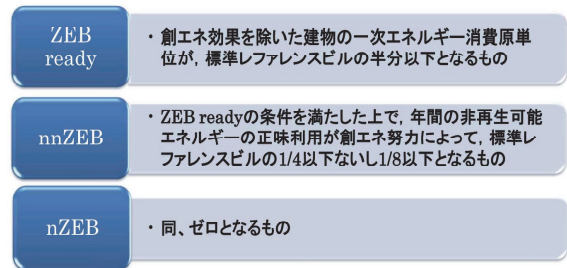 ZEB
ready
・創エネ効果を除いた建物の一次エネルギー消費原単
位が，標準レファレンスビルの半分以下となるもの
nnZEB
・ZEB readyの条件を満たした上で，年間の非再生可能
エネルギーの正味利用が創エネ努力によって，標準レ
ファレンスビルの1/4以下ないし1/8以下となるもの
nZEB
・同、ゼロとなるもの